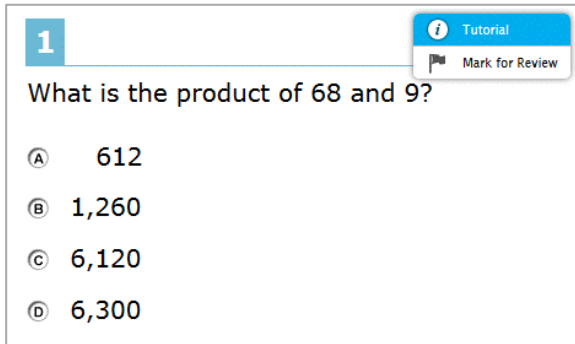 1
Tutorial
Mark for Review
What is the product of 68 and 9?
A 612
B 1,260
C 6,120
D 6,300